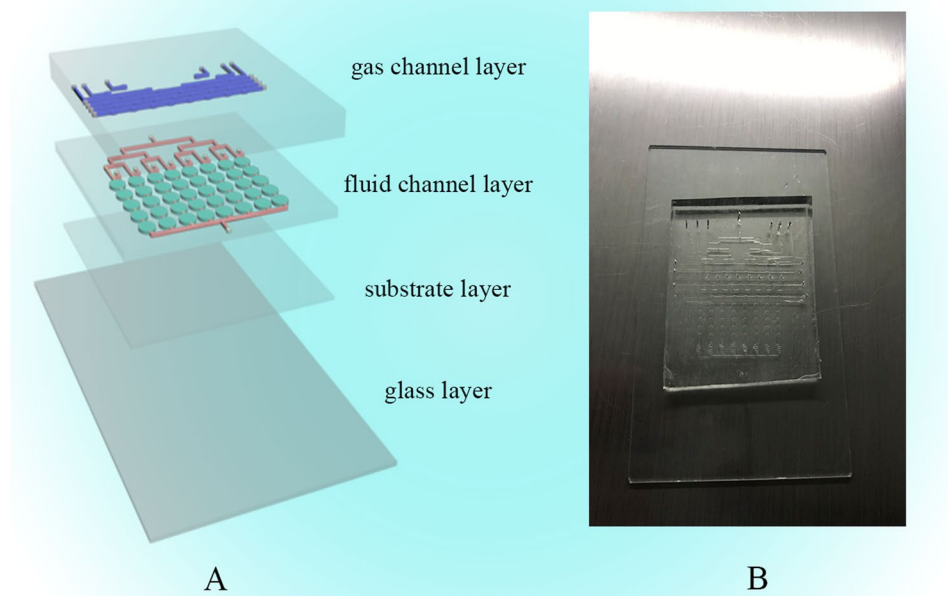 gas channel layer
fluid channel layer
substrate layer
glass layer
A
B